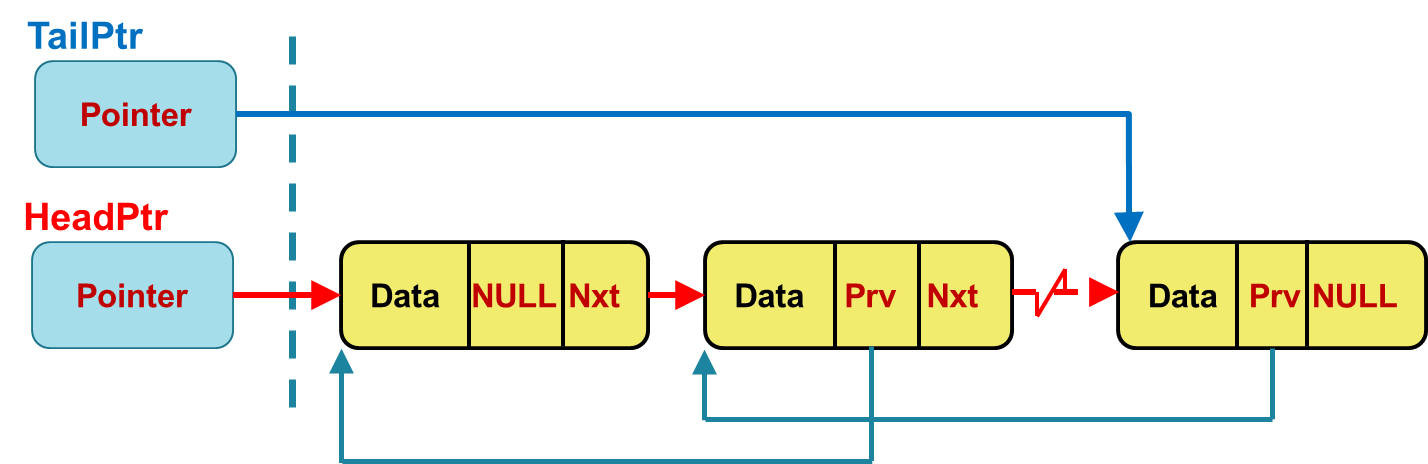 TailPtr
Pointer
HeadPtr
Pointer
Data NULL Nxt
Data Prv Nxt
Data Prv NULL